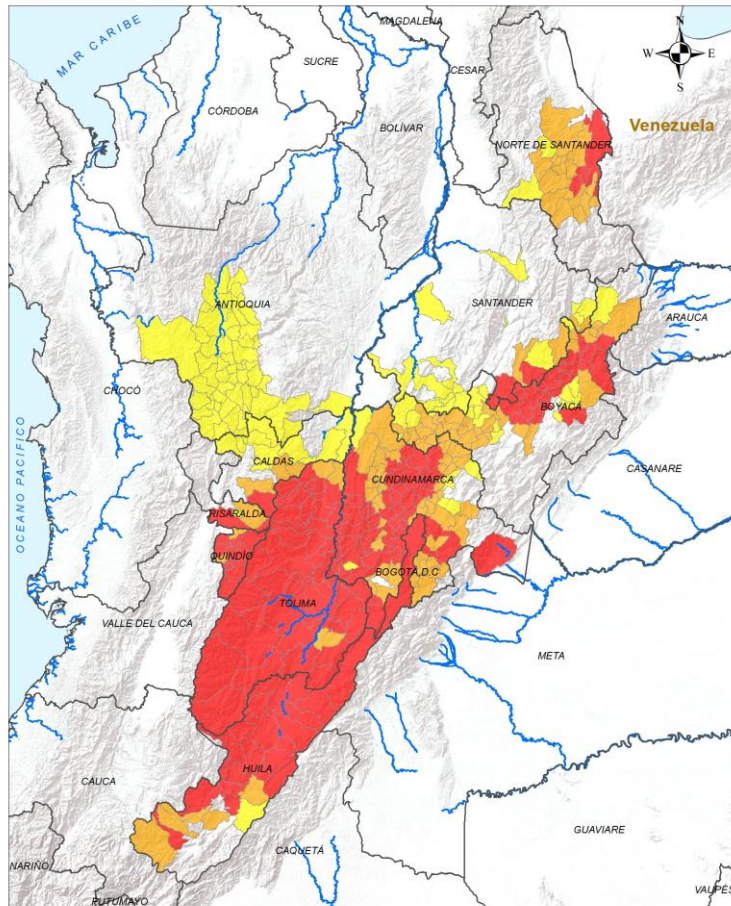 MAGDALENA
MAR CARIBE
SUCRE
CESAR
N
W
E
S
CÓRDOBA
BOLÍVAR
Venezuela
NORTE DE SANTANDER
ANTIOQUIA
SANTANDER
ARAUCA
CHOCÓ
BOYACÁ
OCEANO PACIFICO
CALDAS
CUNDINAMARCA
CASANARE
RISARALDA
QUINDÍO
BOGOTÁ,D.C
TOLIMA
VALLE DEL CAUCA
META
HUILA
CAUCA
GUAVIARE
NARIÑO
CAQUETÁ
PUTUMAYO
VAUPÉS